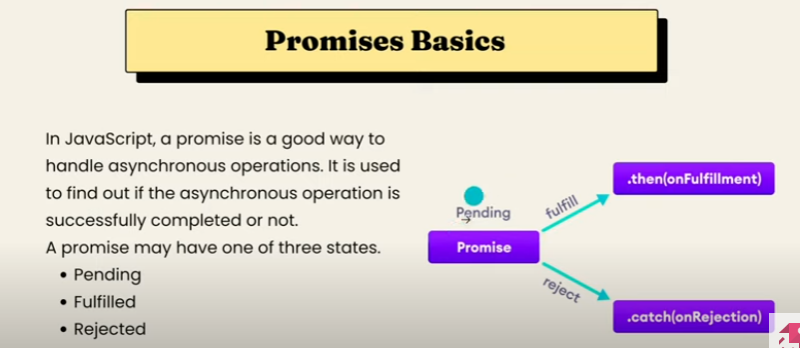 Promises Basics
In JavaScript, a promise is a good way to
handle asynchronous operations. It is used
to find out if the asynchronous operation is
successfully completed or not.
A promise may have one of three states.
• Pending
• Fulfilled
• Rejected
Pending
Promise
fulfill
.then(onFulfillment)
reject
.catch(onRejection)